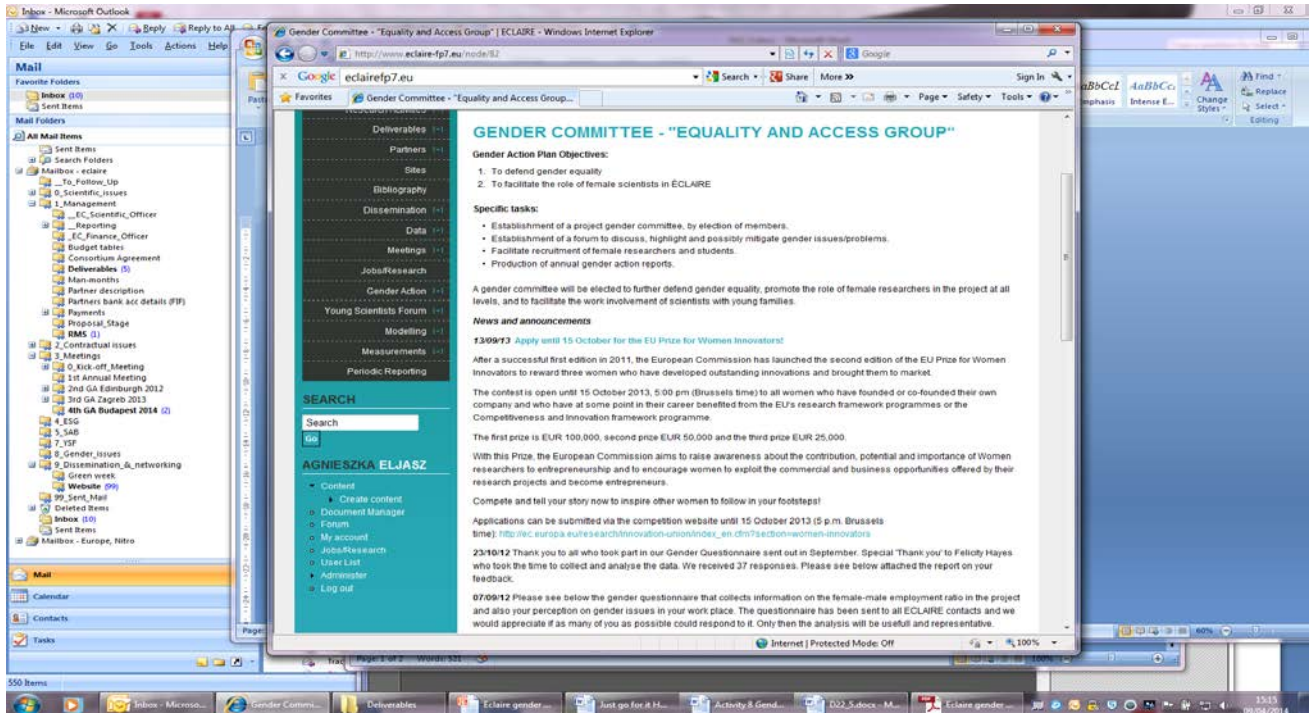 Inbox - Microsoft Outlook
New Reply Reply to All
File Edit View Go Tools Actions Help
Mail
Favorite Folders
Inbox (10)
Sent Items
Mail Folders
All Mail Items
Sent Items
Search Folders
Mailbox - eclaire
__To_Follow_Up
0_Scientific_issues
1_Management
__EC_Scientific_Officer
__Reporting
_EC_Finance_Officer
Budget tables
Consortium Agreement
Deliverables (5)
Man-months
Partner description
Partners bank acc details (FIF)
Payments
Proposal_Stage
RMS (1)
2_Contractual issues
3_Meetings
0_Kick-off_Meeting
1st Annual Meeting
2nd GA Edinburgh 2012
3rd GA Zagreb 2013
4th GA Budapest 2014 (2)
4_ESG
5_SAB
7_YSF
8_Gender_issues
9_Dissemination_&_networking
Green week
Website (99)
99_Sent_Mail
Deleted Items
Inbox (10)
Sent Items
Mailbox - Europe, Nitro
Mail
Calendar
Contacts
Tasks
550 Items
Gender Committee - "Equality and Access Group" | ECLAIRE - Windows Internet Explorer
http://www.eclaire-fp7.eu/node/82
Google
x Google eclairefp7.eu Search Share More » Sign In
Favorites Gender Committee - "Equality and Access Group... Page Safety Tools
Deliverables
Partners
Sites
Bibliography
Dissemination
Data
Meetings
Jobs/Research
Gender Action
Young Scientists Forum
Modelling
Measurements
Periodic Reporting
SEARCH
Search
Go
AGNIESZKA ELJASZ
Content
Create content
Document Manager
Forum
My account
Jobs/Research
User List
Administer
Log out
GENDER COMMITTEE - "EQUALITY AND ACCESS GROUP"
Gender Action Plan Objectives:
1. To defend gender equality
2. To facilitate the role of female scientists in ÉCLAIRE
Specific tasks:
• Establishment of a project gender committee, by election of members.
• Establishment of a forum to discuss, highlight and possibly mitigate gender issues/problems.
• Facilitate recruitment of female researchers and students.
• Production of annual gender action reports.
A gender committee will be elected to further defend gender equality, promote the role of female researchers in the project at all
levels, and to facilitate the work involvement of scientists with young families.
News and announcements
13/09/13 Apply until 15 October for the EU Prize for Women Innovators!
After a successful first edition in 2011, the European Commission has launched the second edition of the EU Prize for Women
Innovators to reward three women who have developed outstanding innovations and brought them to market.
The contest is open until 15 October 2013, 5:00 pm (Brussels time) to all women who have founded or co-founded their own
company and who have at some point in their career benefited from the EU's research framework programmes or the
Competitiveness and Innovation framework programme.
The first prize is EUR 100,000, second prize EUR 50,000 and the third prize EUR 25,000.
With this Prize, the European Commission aims to raise awareness about the contribution, potential and importance of Women
researchers to entrepreneurship and to encourage women to exploit the commercial and business opportunities offered by their
research projects and become entrepreneurs.
Compete and tell your story now to inspire other women to follow in your footsteps!
Applications can be submitted via the competition website until 15 October 2013 (5 p.m. Brussels
time): http://ec.europa.eu/research/innovation-union/index_en.cfm?section=women-innovators
23/10/12 Thank you to all who took part in our Gender Questionnaire sent out in September. Special 'Thank you' to Felicity Hayes
who took the time to collect and analyse the data. We received 37 responses. Please see below attached the report on your
feedback.
07/09/12 Please see below the gender questionnaire that collects information on the female-male employment ratio in the project
and also your perception on gender issues in your work place. The questionnaire has been sent to all ECLAIRE contacts and we
would appreciate if as many of you as possible could respond to it. Only then the analysis will be usefull and representative.
Internet | Protected Mode: Off 100%
AaBbCc
Intense E...
Change
Styles
Find
Replace
Select
Editing
60%
Page: 1 of 2 Words: 521
100%
Inbox - Microso...
Gender Commi...
Deliverables
Eclaire gender ...
Just go for it H...
Activity 8 Gend...
D22_5.docx - M...
Eclaire gender ...
15:15
09/04/2014